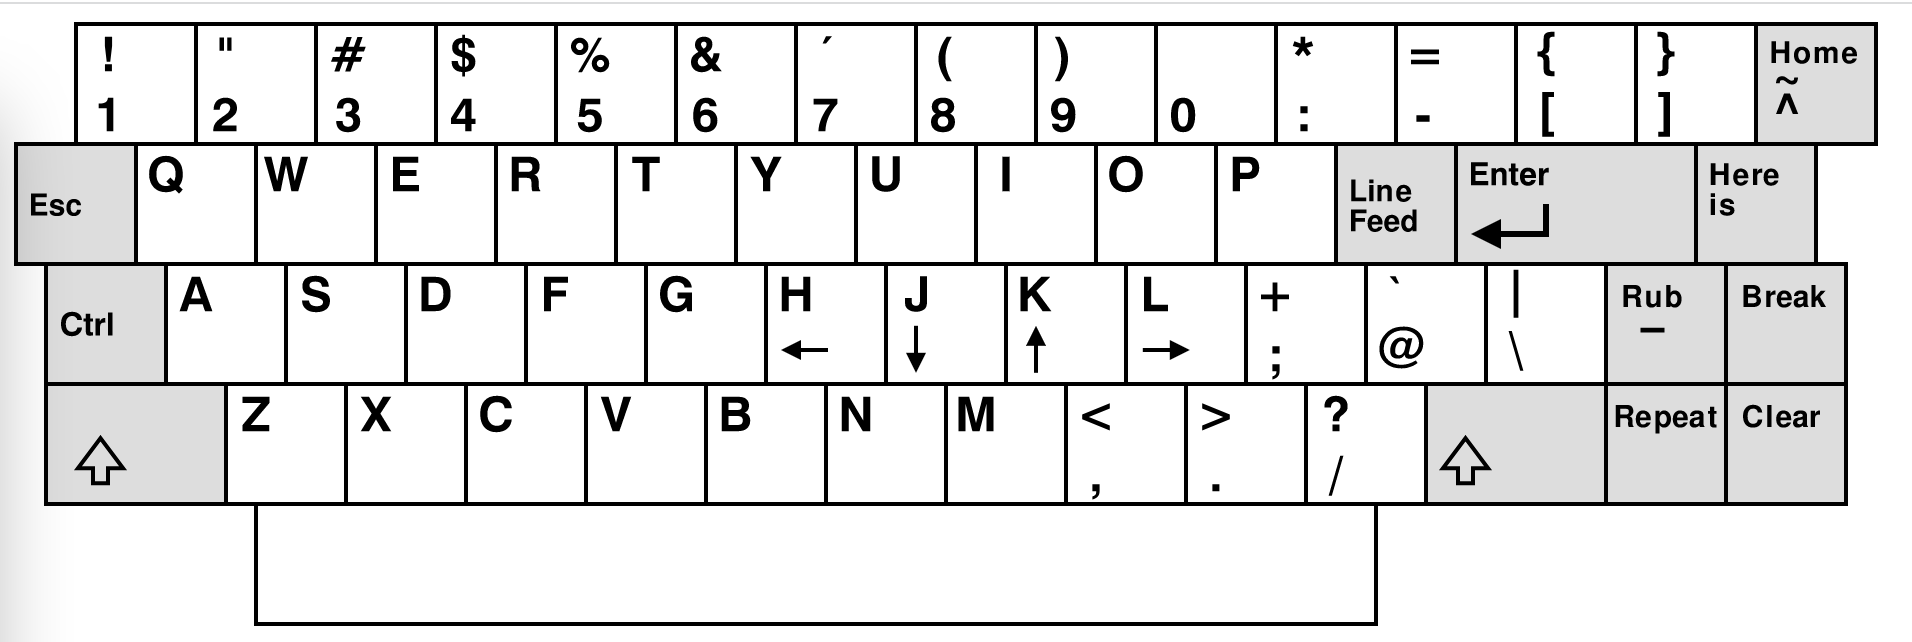 ! " # $ % & ´ ( ) * = { } Home
1 2 3 4 5 6 7 8 9 0 : - [ ] ~ ^
Esc Q W E R T Y U I O P Line Feed Enter Here is
Ctrl A S D F G H J K L + ` | Rub Break
← ↓ ↑ → ; @ \ _
Z X C V B N M < > ? Repeat Clear
, . /